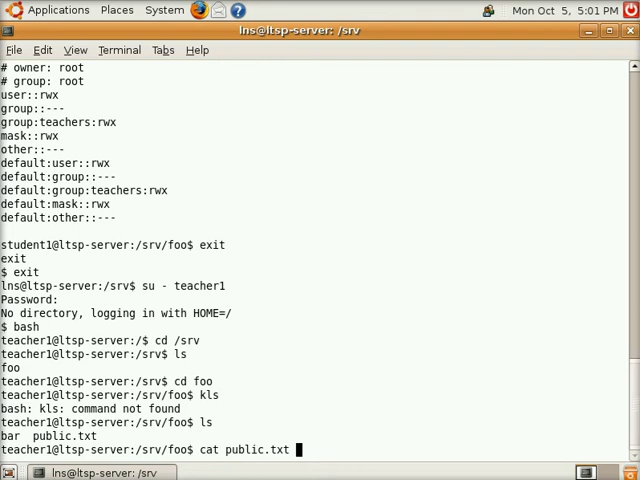 Applications Places System Mon Oct 5, 5:01 PM
lns@ltsp-server: /srv
File Edit View Terminal Tabs Help
# owner: root
# group: root
user::rwx
group::---
group:teachers:rwx
mask::rwx
other::---
default:user::rwx
default:group::---
default:group:teachers:rwx
default:mask::rwx
default:other::---
student1@ltsp-server:/srv/foo$ exit
exit
$ exit
lns@ltsp-server:/srv$ su - teacher1
Password:
No directory, logging in with HOME=/
$ bash
teacher1@ltsp-server:/$ cd /srv
teacher1@ltsp-server:/srv$ ls
foo
teacher1@ltsp-server:/srv$ cd foo
teacher1@ltsp-server:/srv/foo$ kls
bash: kls: command not found
teacher1@ltsp-server:/srv/foo$ ls
bar  public.txt
teacher1@ltsp-server:/srv/foo$ cat public.txt
lns@ltsp-server: /srv